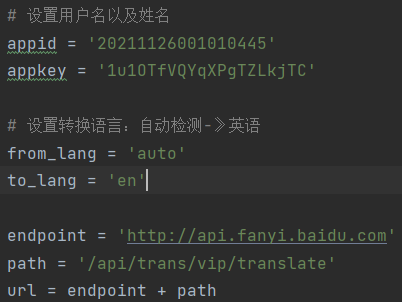 # 设置用户名以及姓名
appid = '20211126001010445'
appkey = '1u1OTfVQYqXPgTZLkjTC'
# 设置转换语言：自动检测-》英语
from_lang = 'auto'
to_lang = 'en'
endpoint = 'http://api.fanyi.baidu.com'
path = '/api/trans/vip/translate'
url = endpoint + path